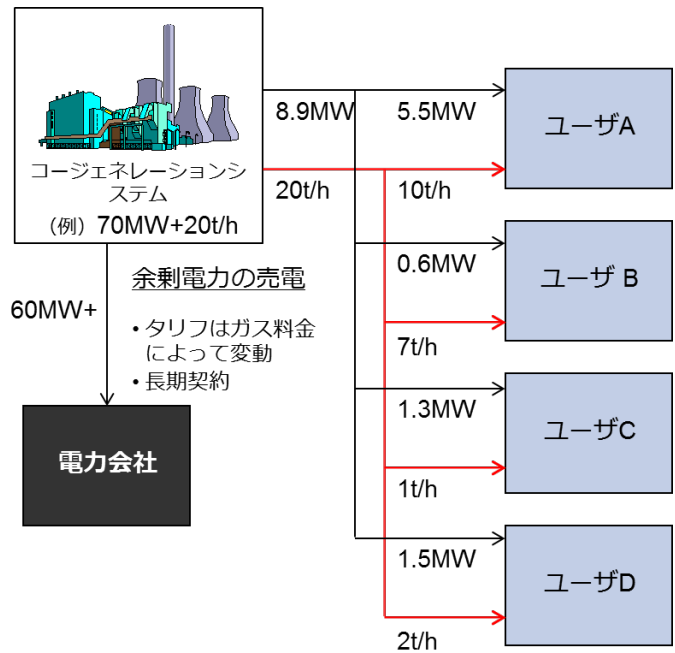 コージェネレーションシ
ステム
（例）70MW+20t/h
8.9MW
20t/h
5.5MW
10t/h
ユーザA
0.6MW
7t/h
ユーザ B
1.3MW
1t/h
ユーザC
1.5MW
2t/h
ユーザD
60MW+
余剰電力の売電
• タリフはガス料金
によって変動
• 長期契約
電力会社